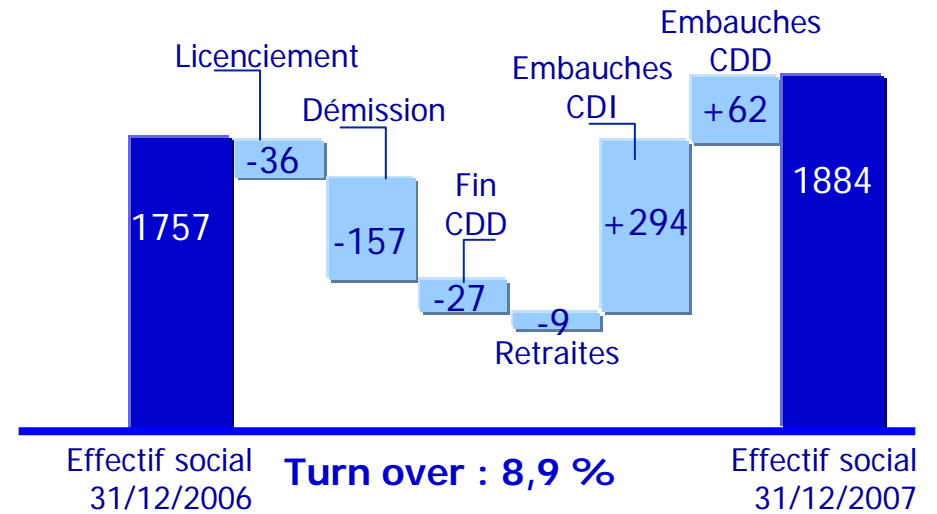 Embauches
CDD
Licenciement
Embauches
CDI
Démission
+62
-36
Fin
CDD
1884
1757
-157
+294
-27
-9
Retraites
Effectif social
31/12/2006
Turn over : 8,9 %
Effectif social
31/12/2007